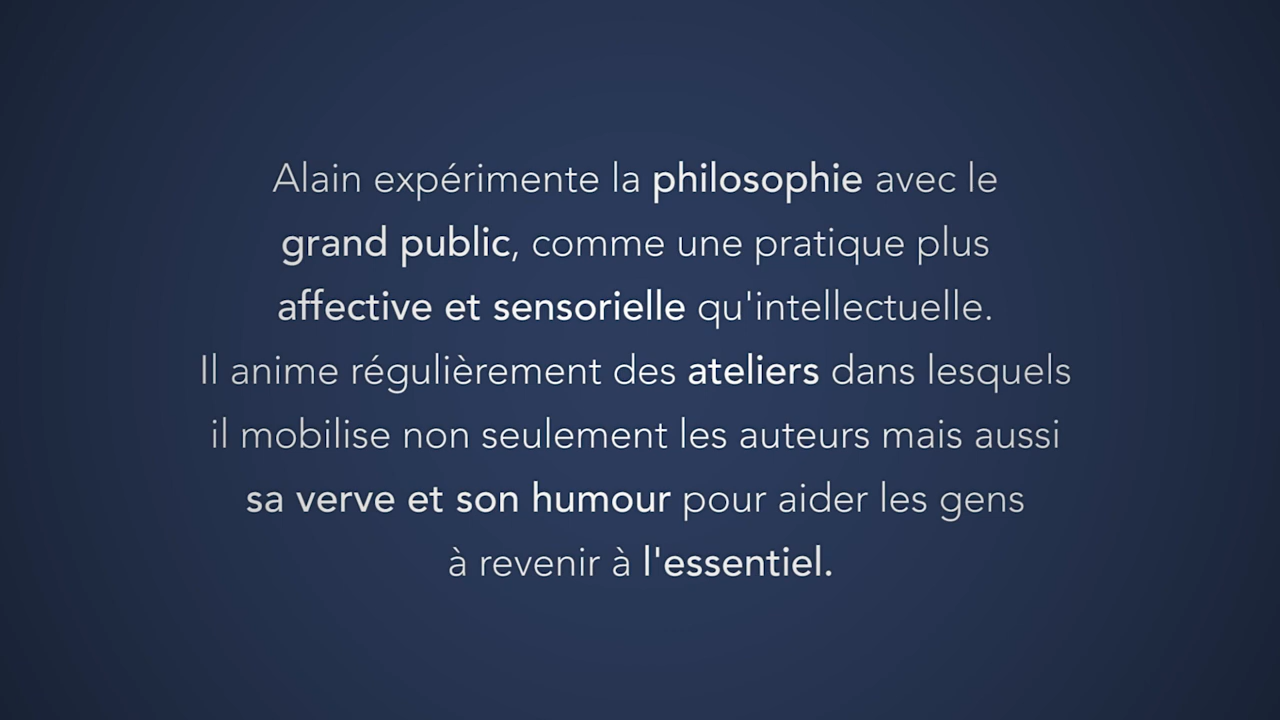 Alain expérimente la philosophie avec le
grand public, comme une pratique plus
affective et sensorielle qu'intellectuelle.
Il anime régulièrement des ateliers dans lesquels
il mobilise non seulement les auteurs mais aussi
sa verve et son humour pour aider les gens
à revenir à l'essentiel.